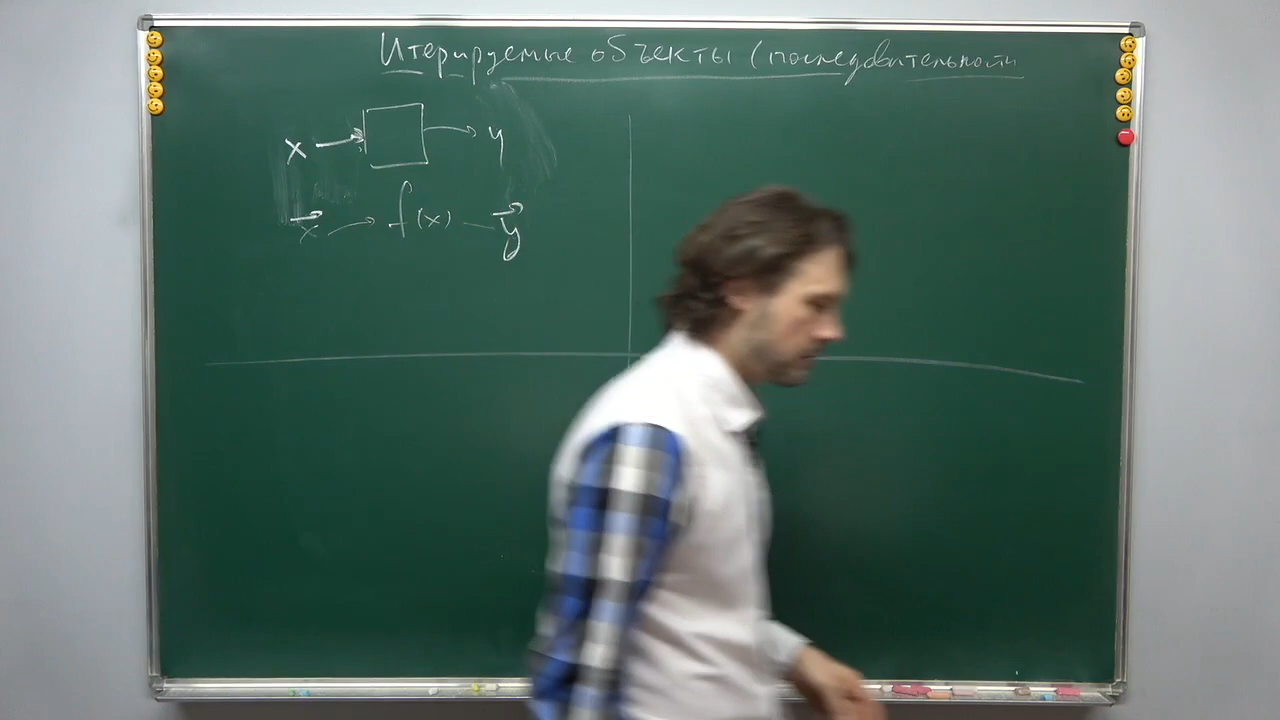 Итерируемые объекты (последовательности
x → y
x → f(x) — y